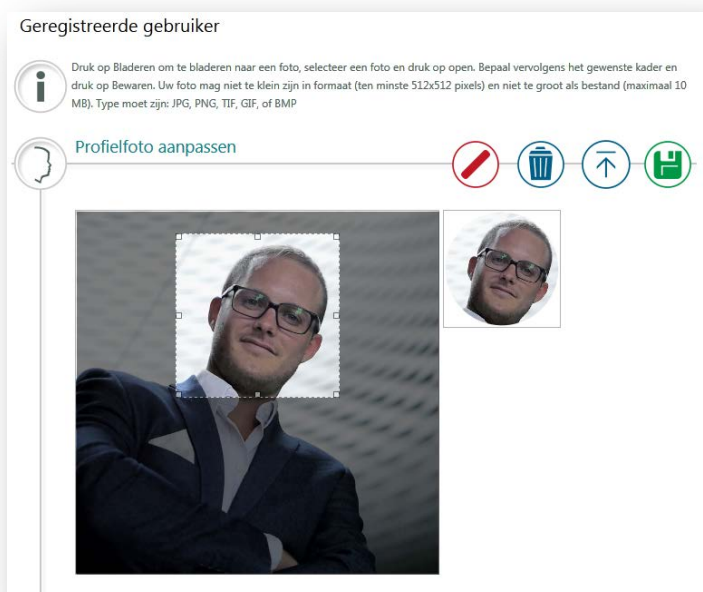 Geregistreerde gebruiker
Druk op Bladeren om te bladeren naar een foto, selecteer een foto en druk op open. Bepaal vervolgens het gewenste kader en
druk op Bewaren. Uw foto mag niet te klein zijn in formaat (ten minste 512x512 pixels) en niet te groot als bestand (maximaal 10
MB). Type moet zijn: JPG, PNG, TIF, GIF, of BMP
Profielfoto aanpassen